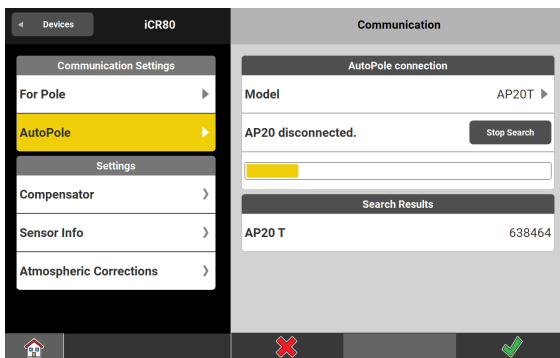 Devices
iCR80
Communication
Communication Settings
For Pole
AutoPole
Settings
Compensator
Sensor Info
Atmospheric Corrections
AutoPole connection
Model AP20T
AP20 disconnected. Stop Search
Search Results
AP20 T 638464